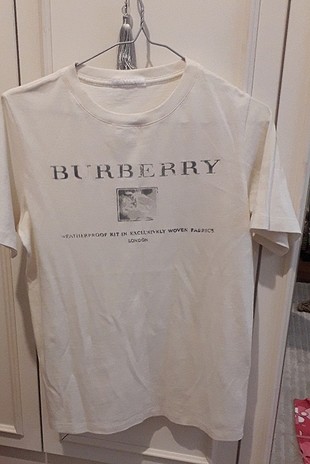 BURBERRY
WEATHERPROOF KIT IN EXCLUSIVELY WOVEN FABRICS
LONDON